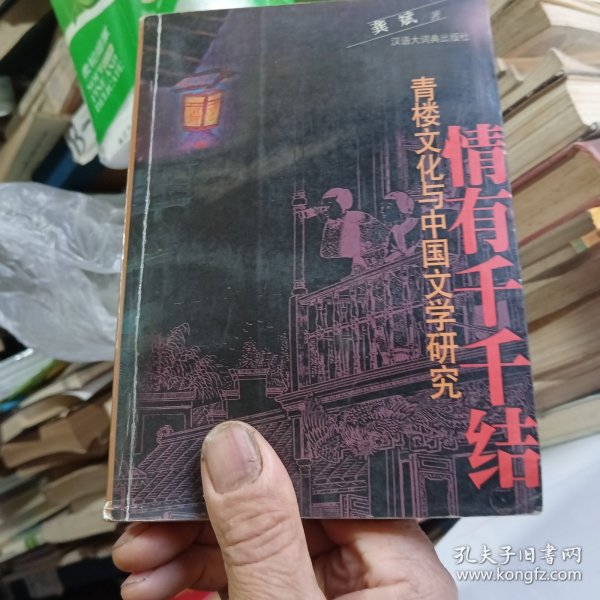 龚斌 著
汉语大词典出版社
情有千千结
青楼文化与中国文学研究
孔夫子旧书网
www.kongfz.com